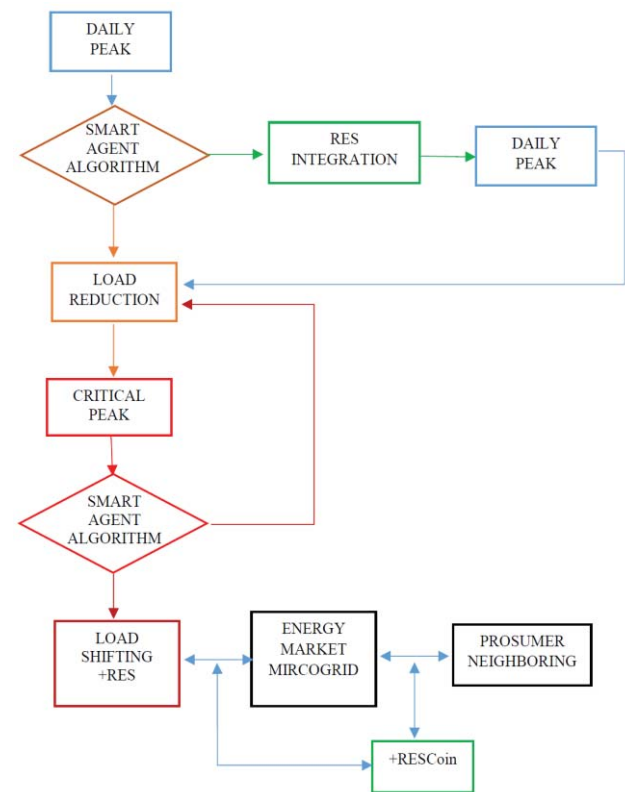 DAILY
PEAK
SMART
AGENT
ALGORITHM
RES
INTEGRATION
DAILY
PEAK
LOAD
REDUCTION
CRITICAL
PEAK
SMART
AGENT
ALGORITHM
LOAD
SHIFTING
+RES
ENERGY
MARKET
MIRCOGRID
PROSUMER
NEIGHBORING
+RESCoin